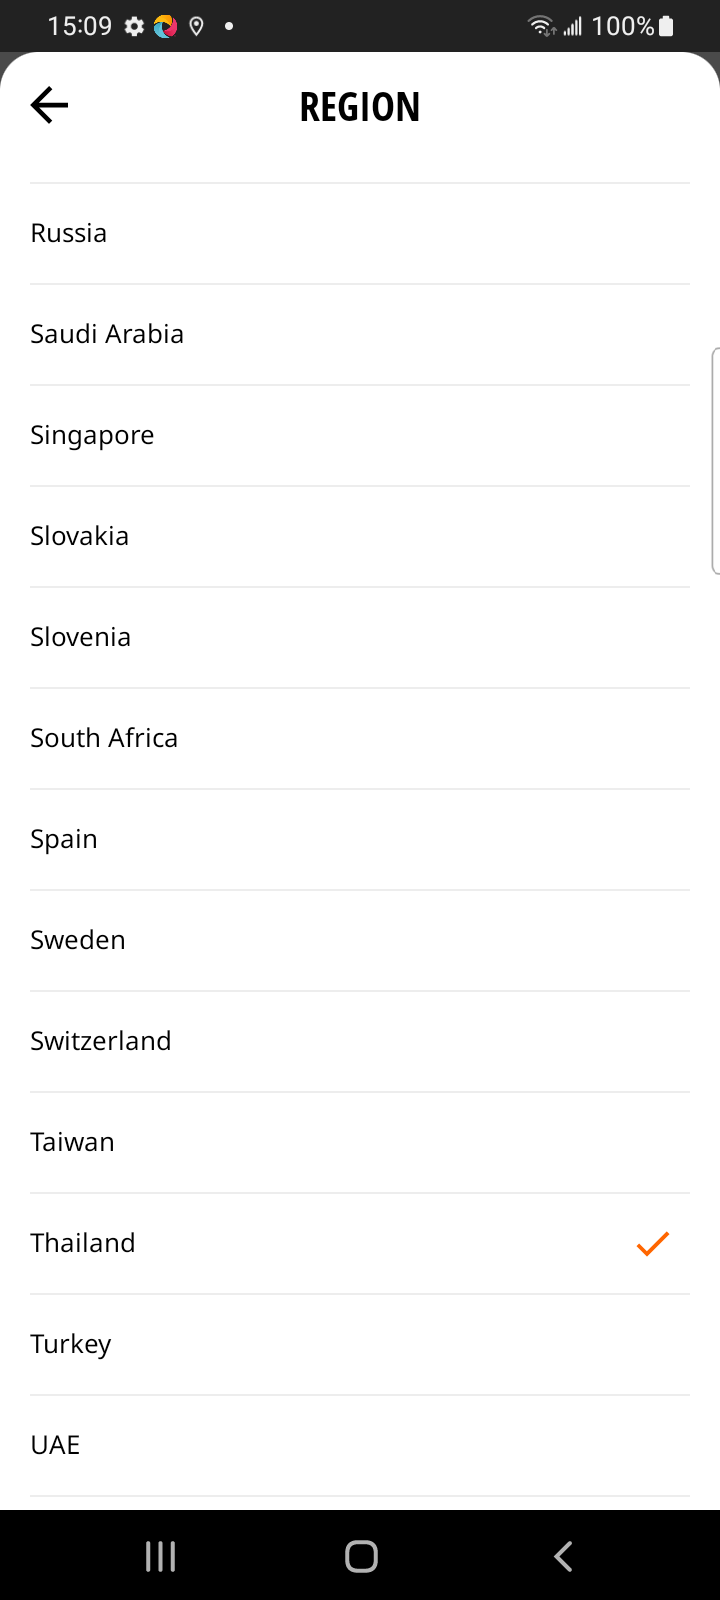 15:09
100%
REGION
Russia
Saudi Arabia
Singapore
Slovakia
Slovenia
South Africa
Spain
Sweden
Switzerland
Taiwan
Thailand
Turkey
UAE